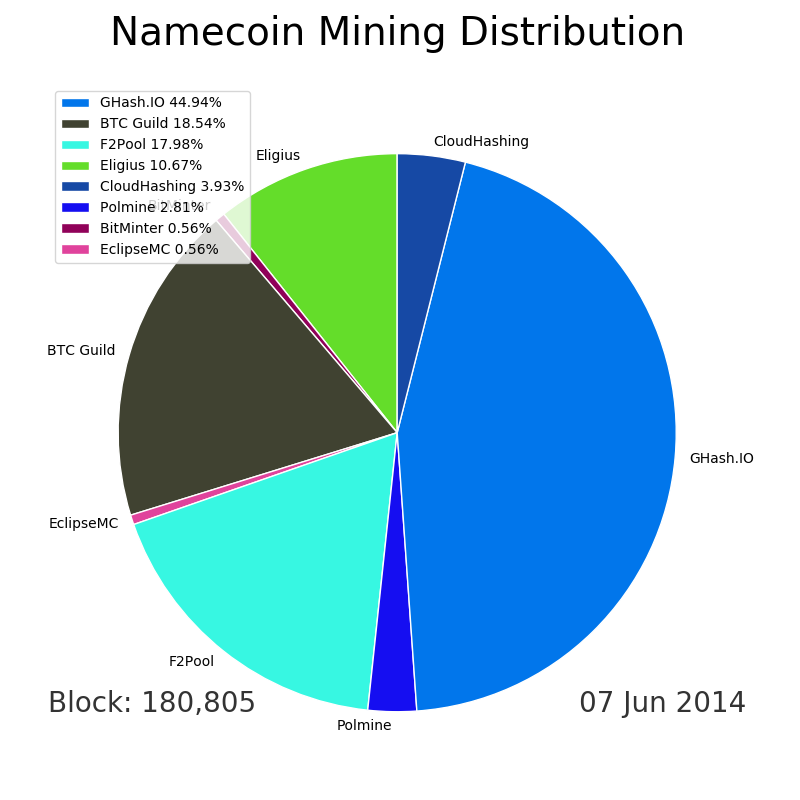 Namecoin Mining Distribution
GHash.IO 44.94%
BTC Guild 18.54%
F2Pool 17.98%
Eligius 10.67%
CloudHashing 3.93%
Polmine 2.81%
BitMinter 0.56%
EclipseMC 0.56%
CloudHashing
Eligius
BitMinter
BTC Guild
GHash.IO
EclipseMC
F2Pool
Polmine
Block: 180,805
07 Jun 2014